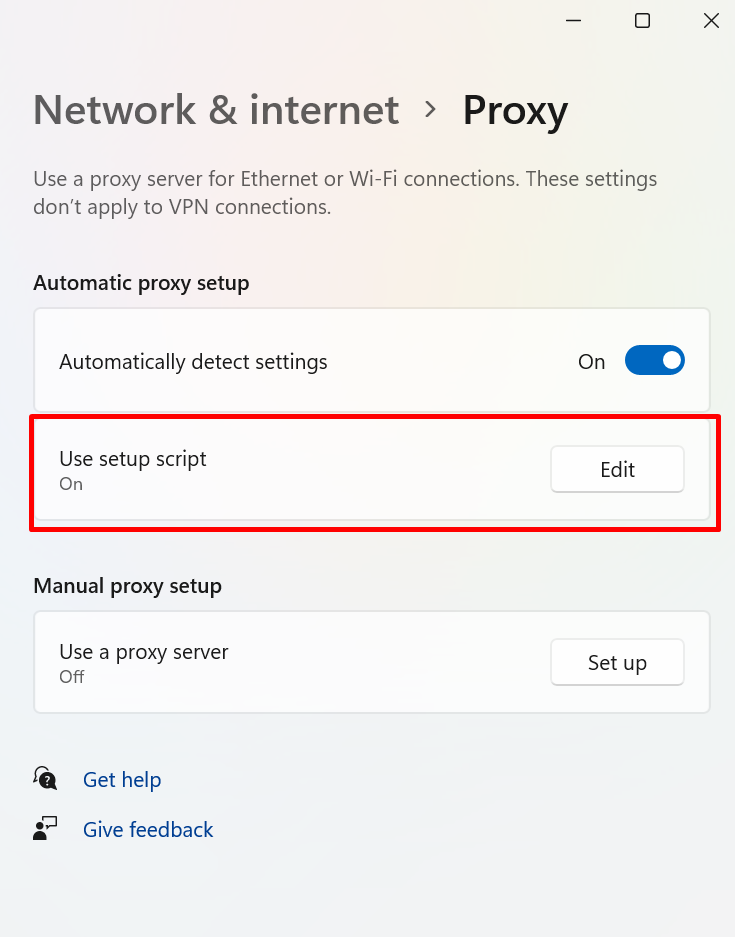 Network & internet > Proxy
Use a proxy server for Ethernet or Wi-Fi connections. These settings
don’t apply to VPN connections.
Automatic proxy setup
Automatically detect settings On
Use setup script
On
Edit
Manual proxy setup
Use a proxy server
Off
Set up
Get help
Give feedback